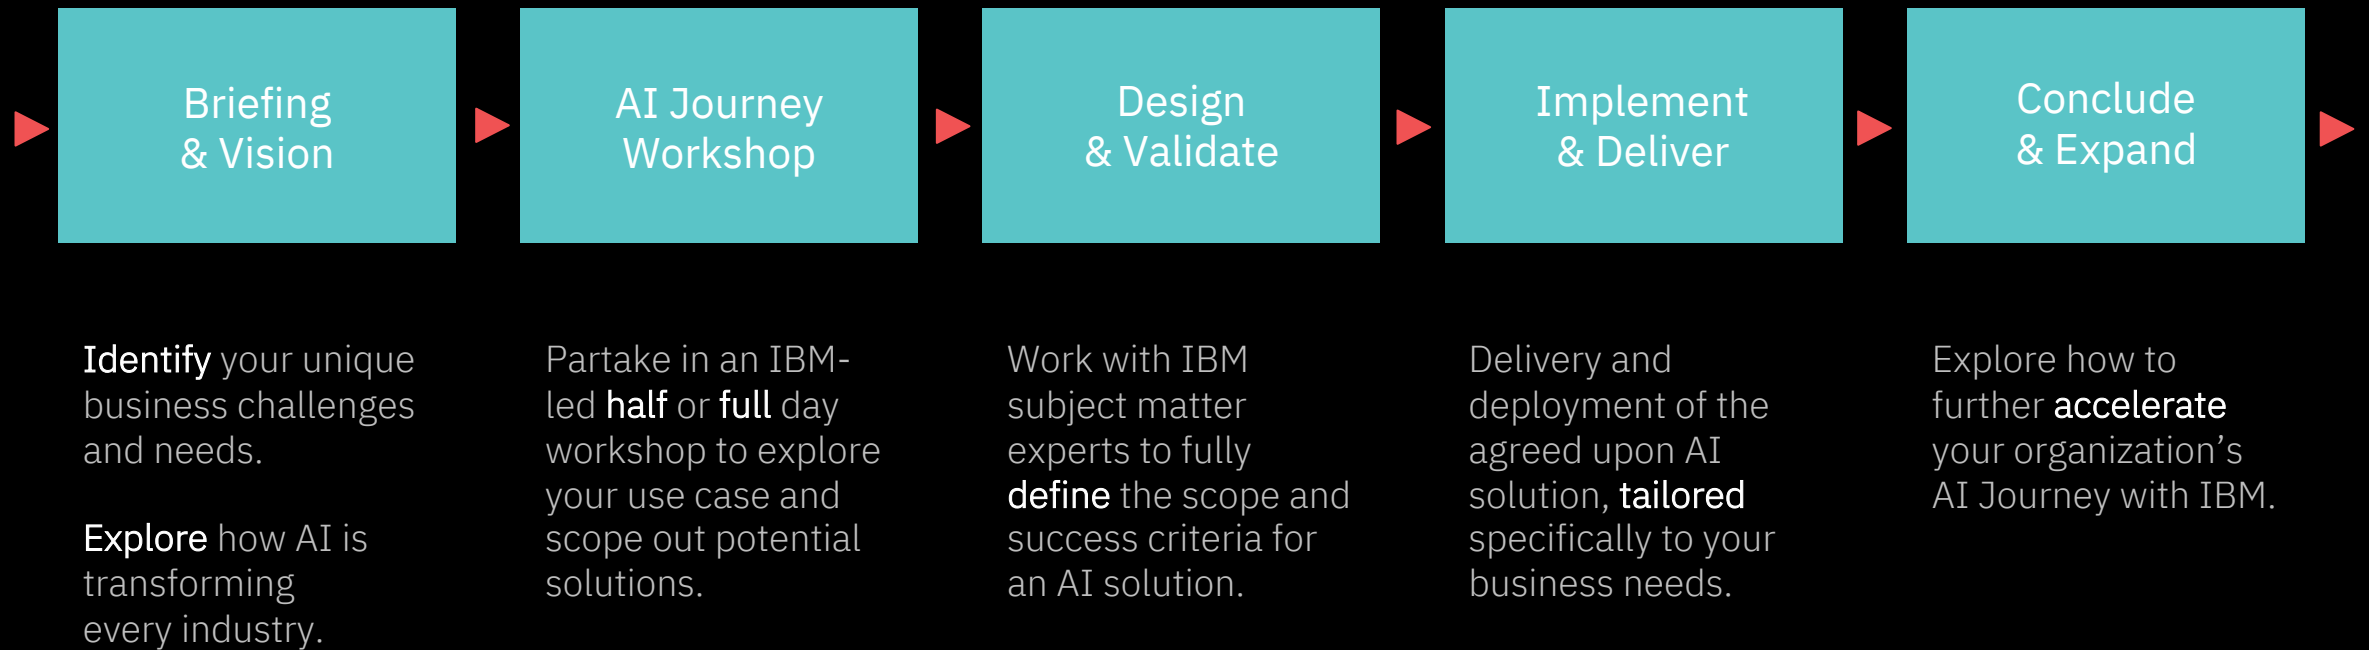 Briefing
& Vision
AI Journey
Workshop
Design
& Validate
Implement
& Deliver
Conclude
& Expand
Identify your unique
business challenges
and needs.
Explore how AI is
transforming
every industry.
Partake in an IBM-
led half or full day
workshop to explore
your use case and
scope out potential
solutions.
Work with IBM
subject matter
experts to fully
define the scope and
success criteria for
an AI solution.
Delivery and
deployment of the
agreed upon AI
solution, tailored
specifically to your
business needs.
Explore how to
further accelerate
your organization’s
AI Journey with IBM.